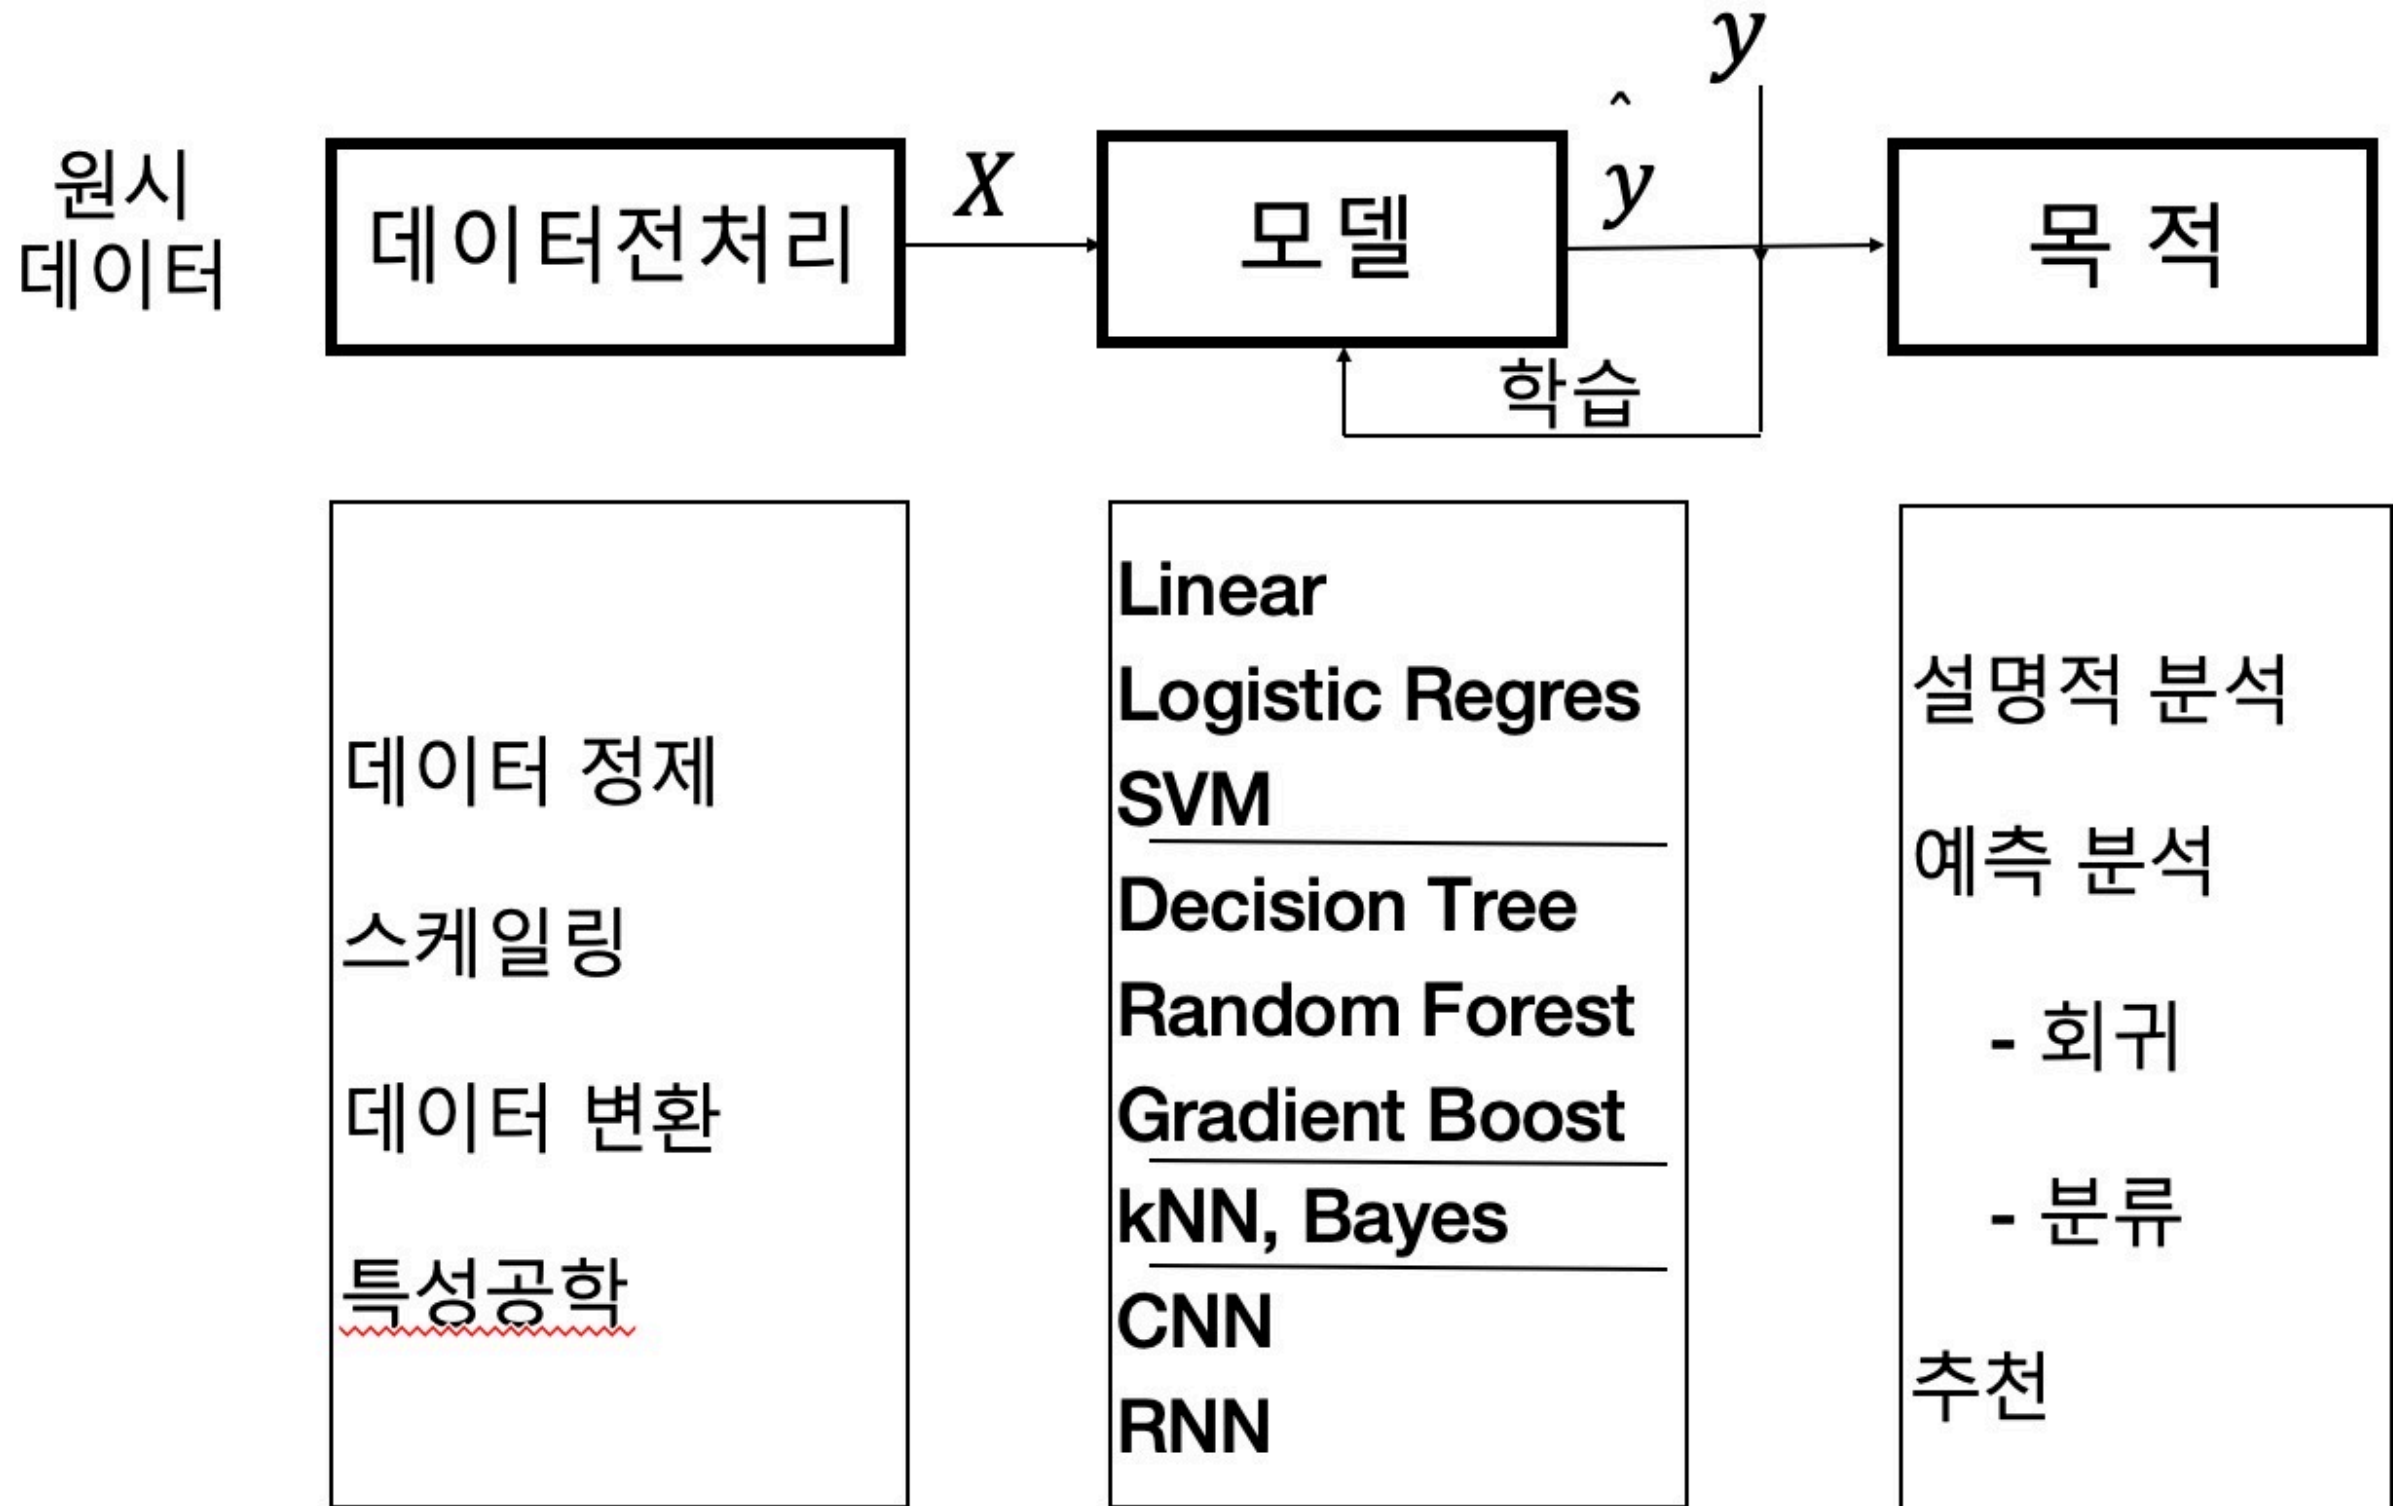 원시
데이터
데이터전처리
X
모델
ŷ
y
목 적
학습
데이터 정제
스케일링
데이터 변환
특성공학
Linear
Logistic Regres
SVM
Decision Tree
Random Forest
Gradient Boost
kNN, Bayes
CNN
RNN
설명적 분석
예측 분석
- 회귀
- 분류
추천